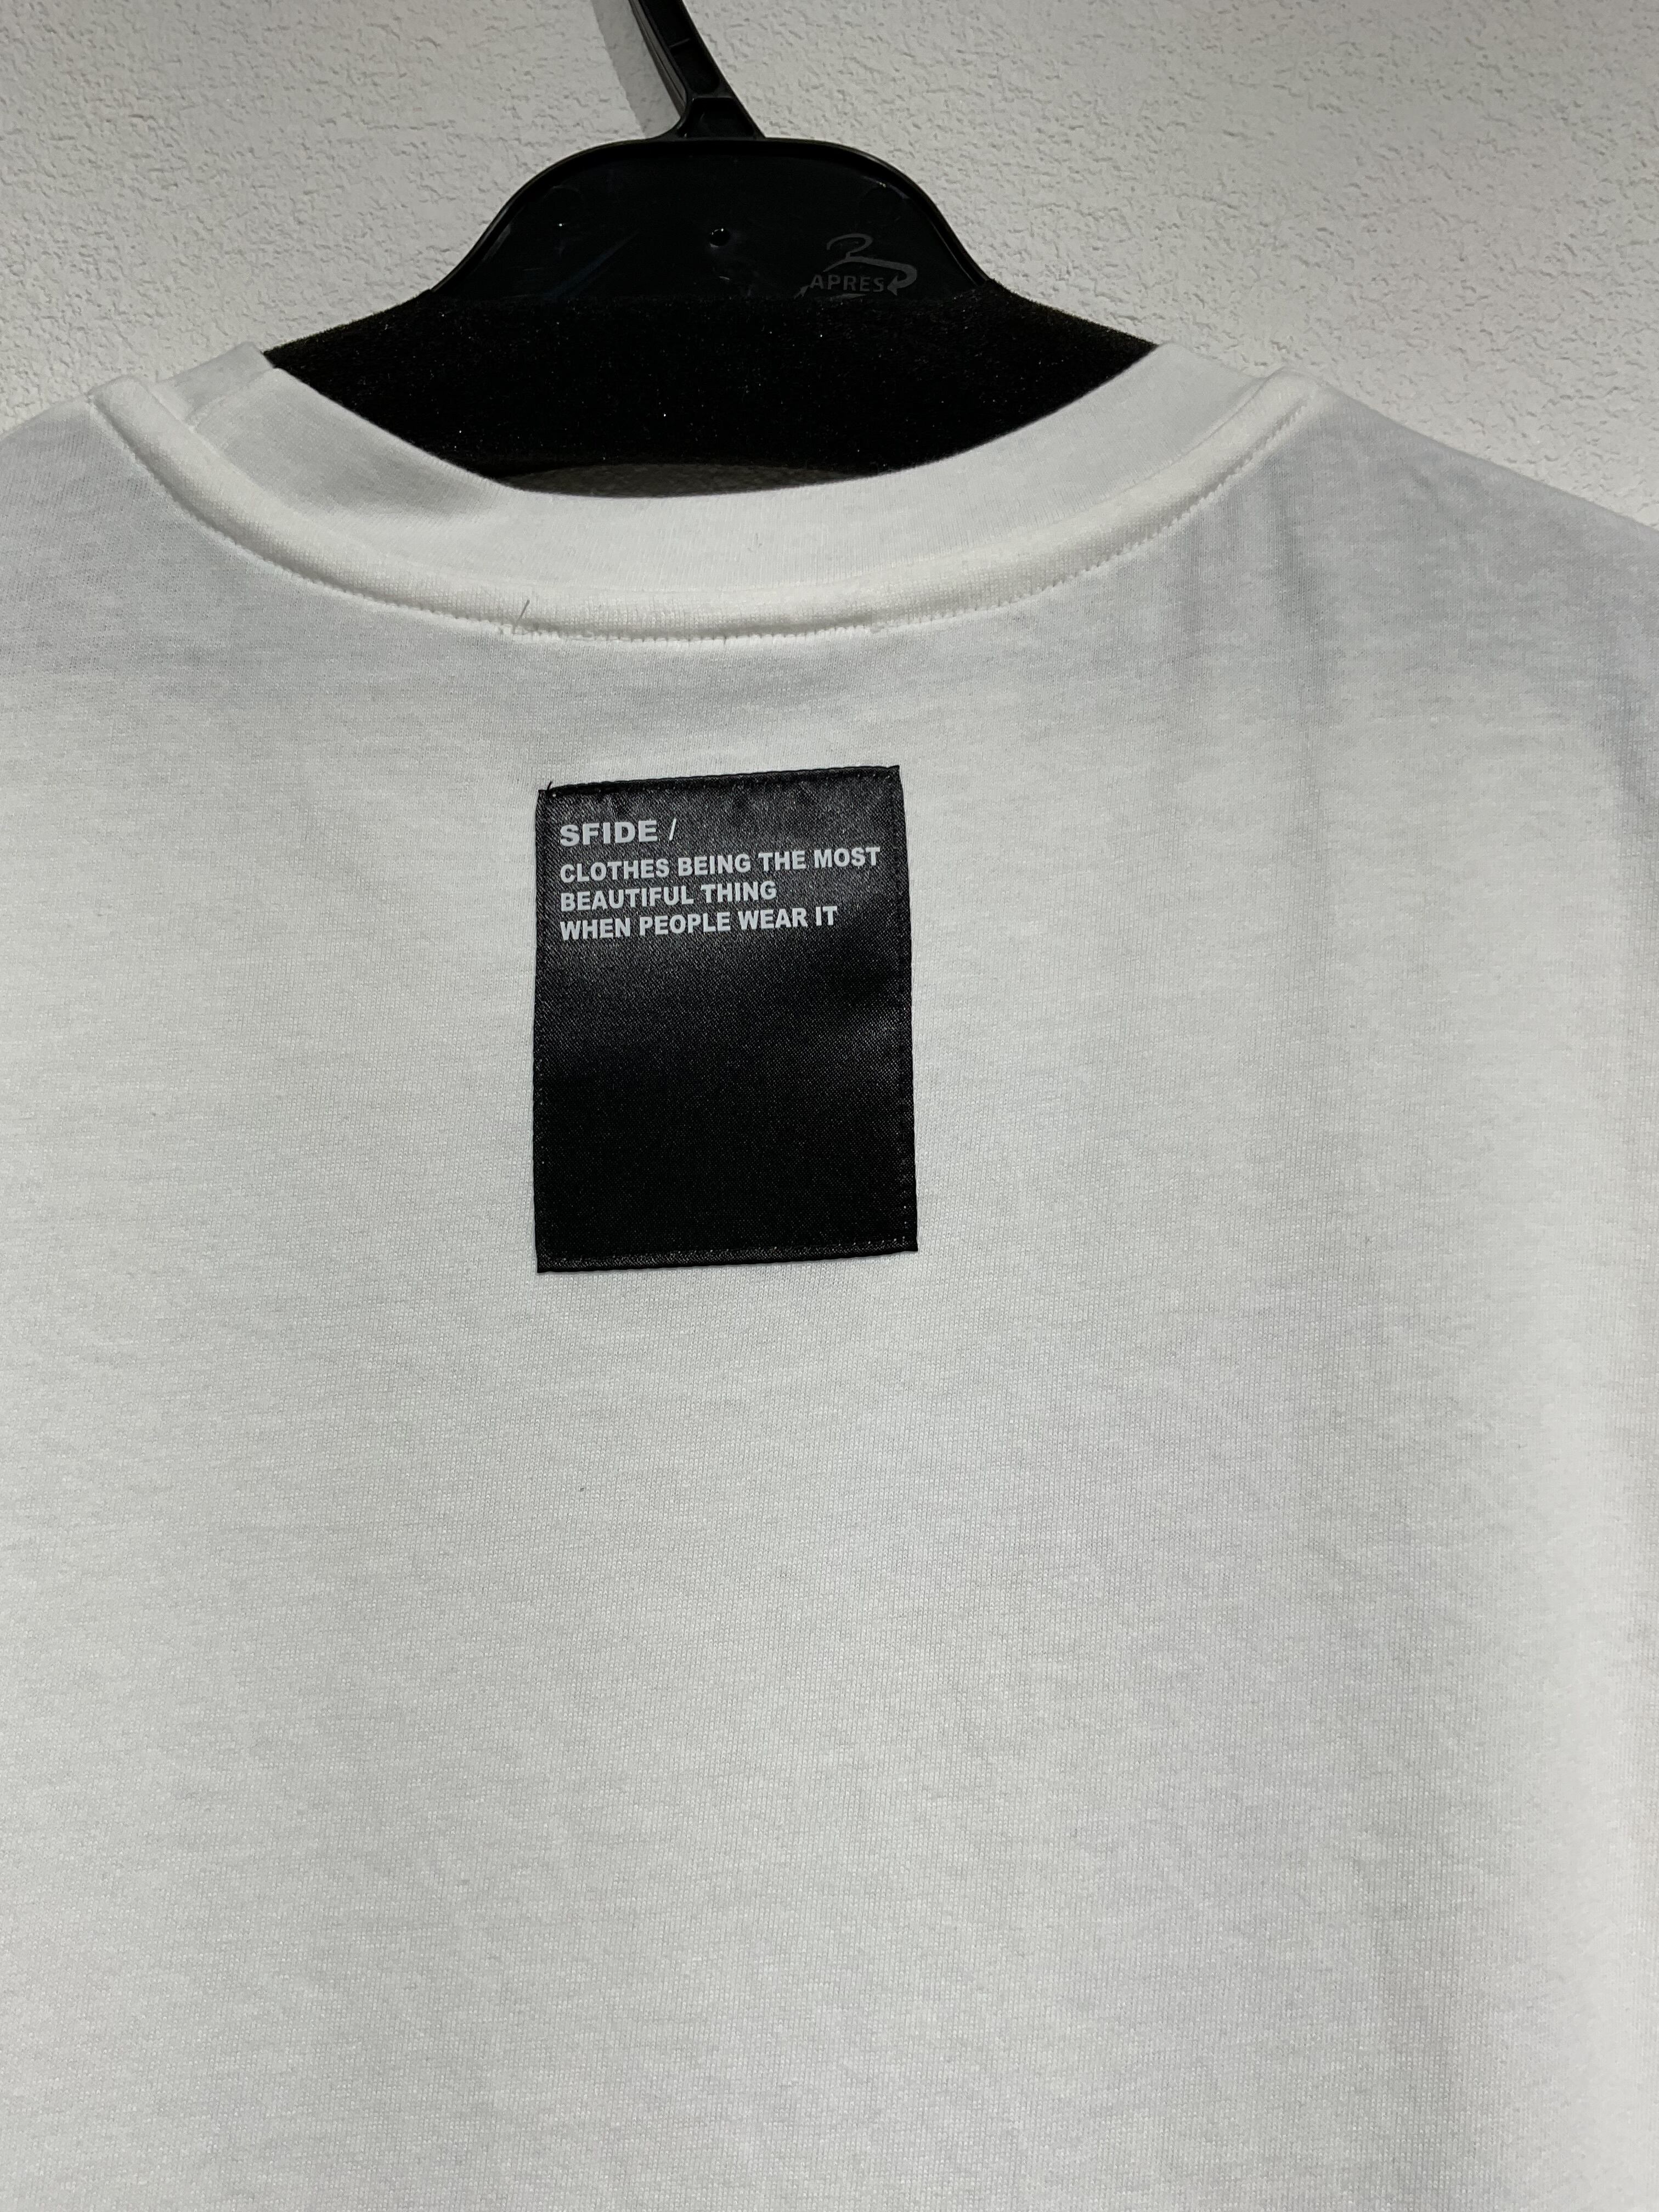 APRES
SFIDE /
CLOTHES BEING THE MOST
BEAUTIFUL THING
WHEN PEOPLE WEAR IT